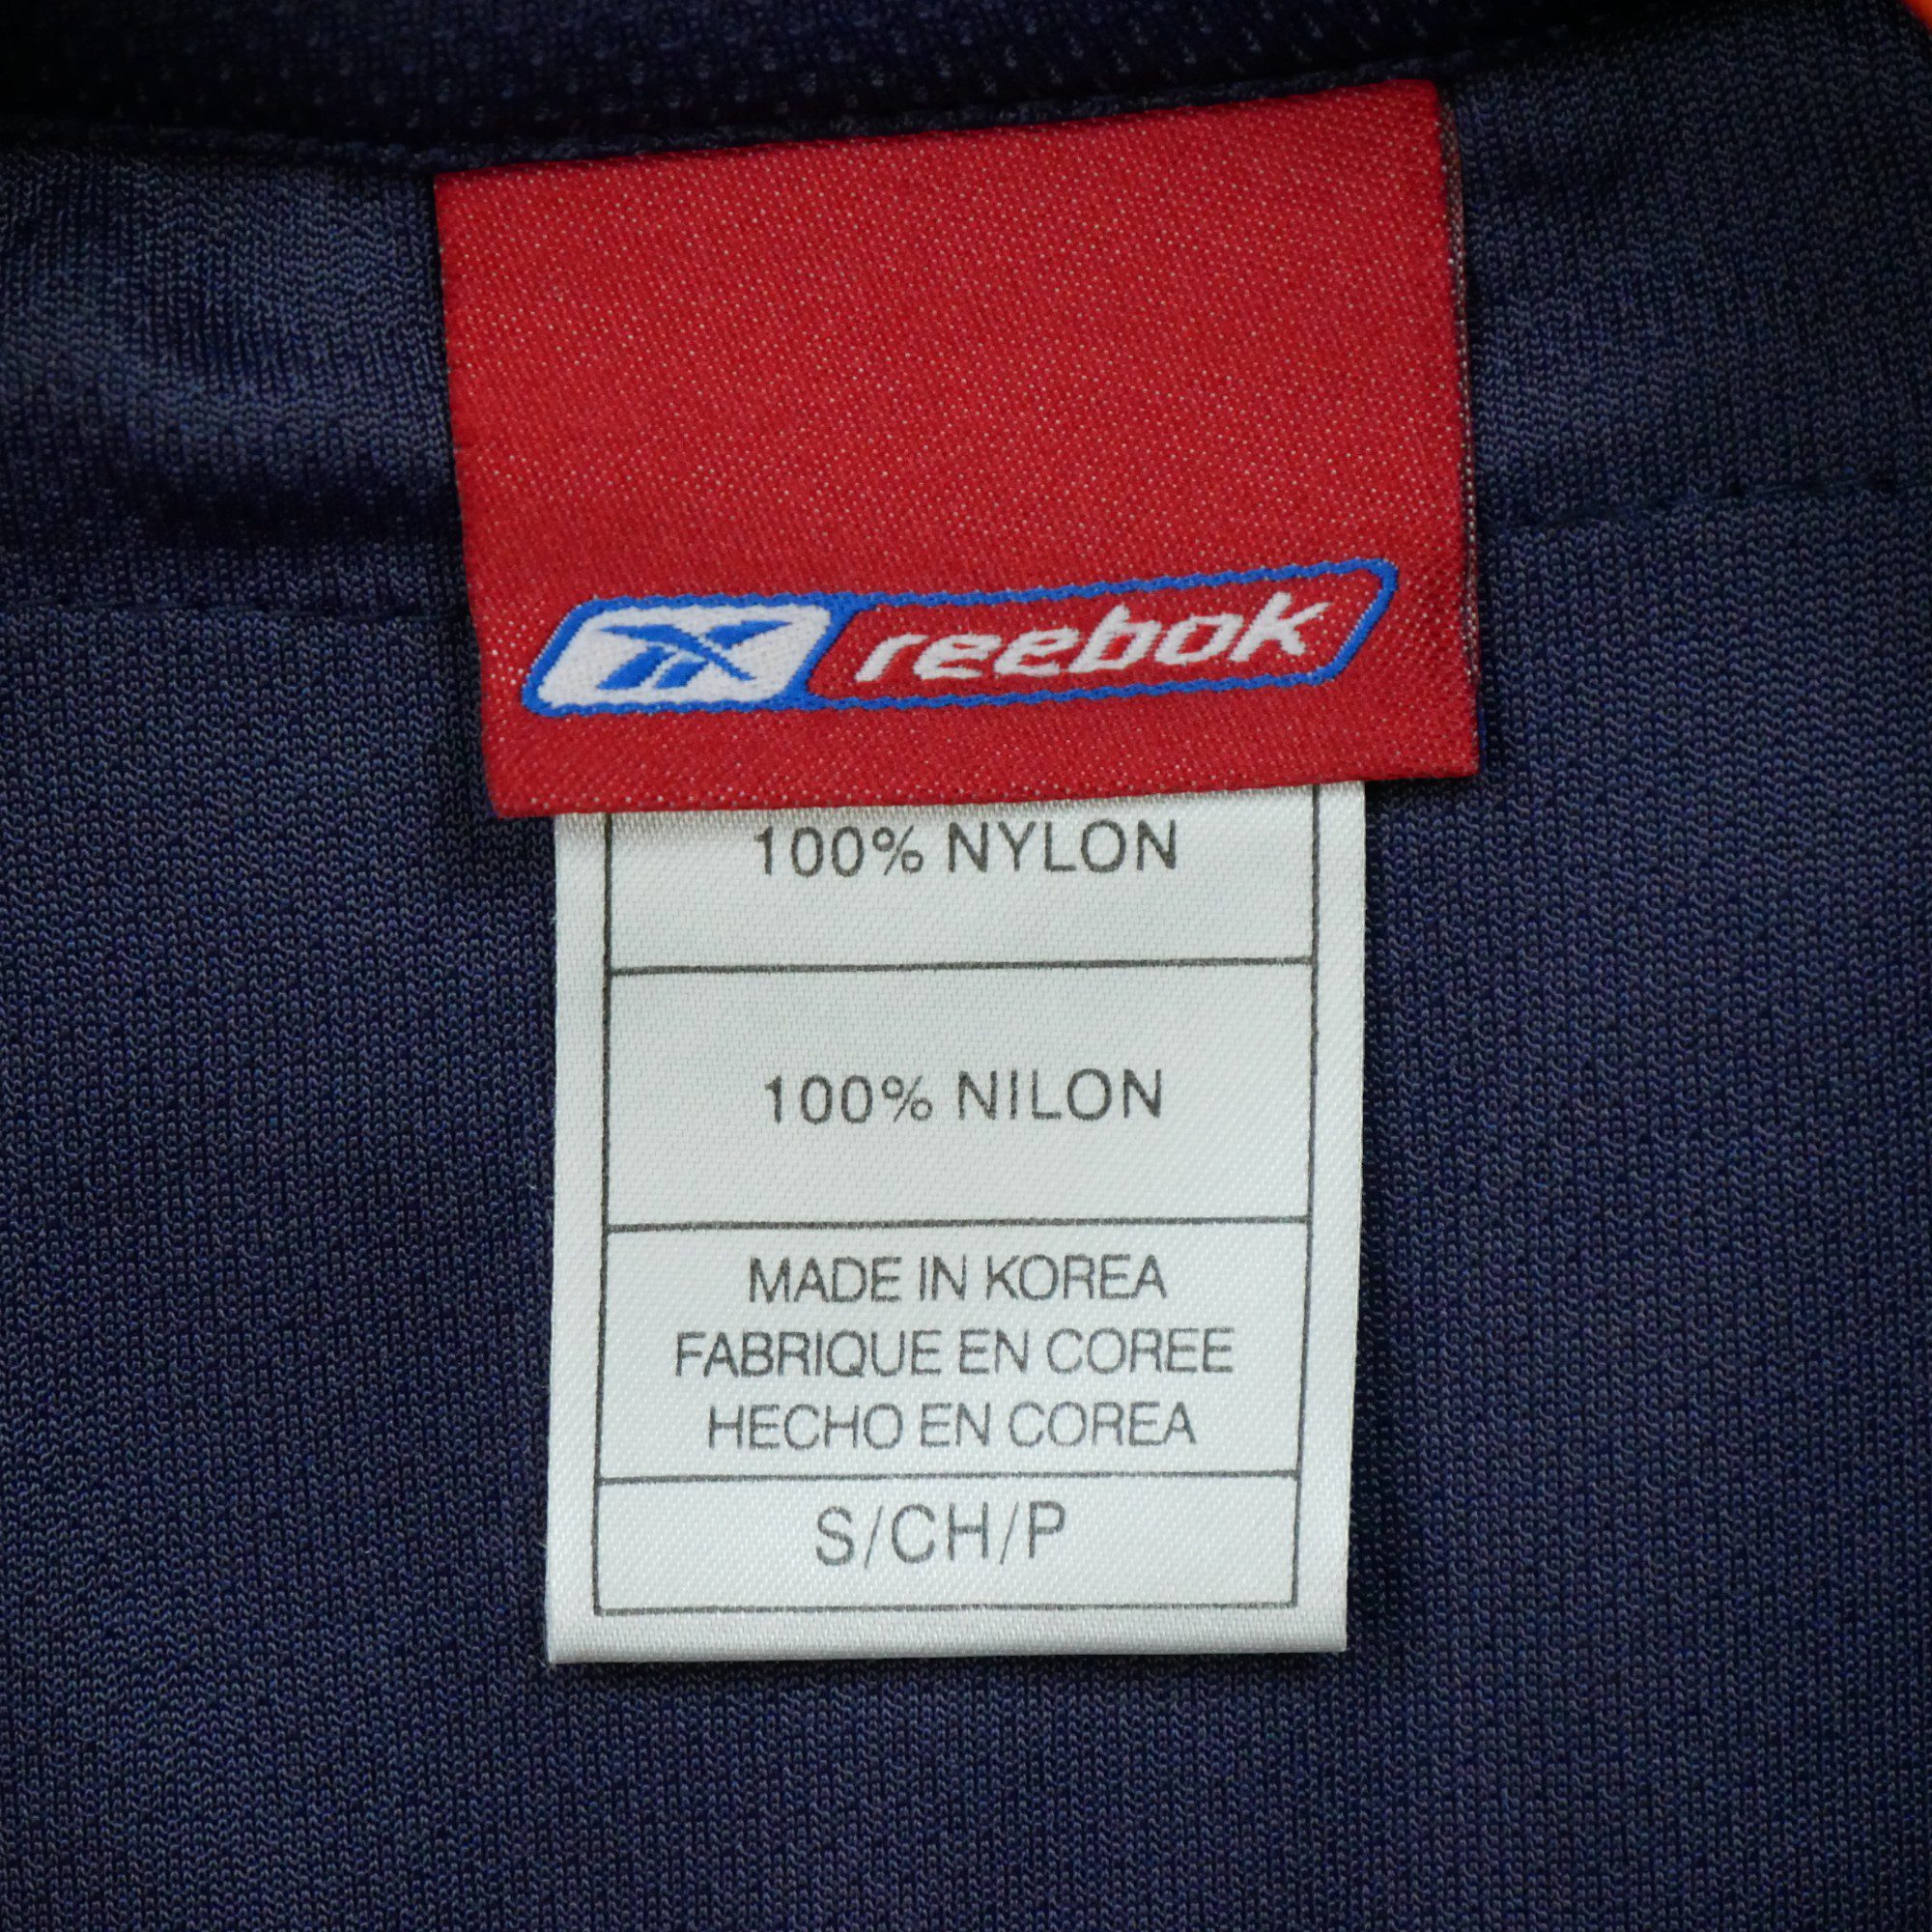 reebok
100% NYLON
100% NILON
MADE IN KOREA
FABRIQUE EN COREE
HECHO EN COREA
S/CH/P